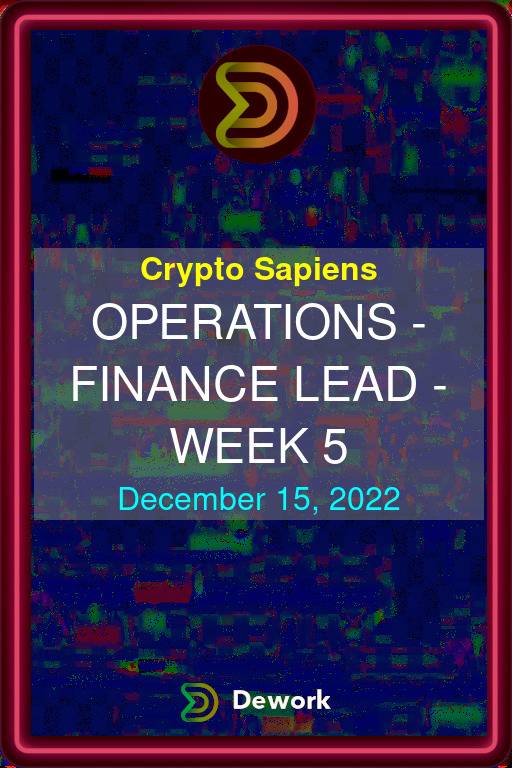 Crypto Sapiens
OPERATIONS -
FINANCE LEAD -
WEEK 5
December 15, 2022
Dework